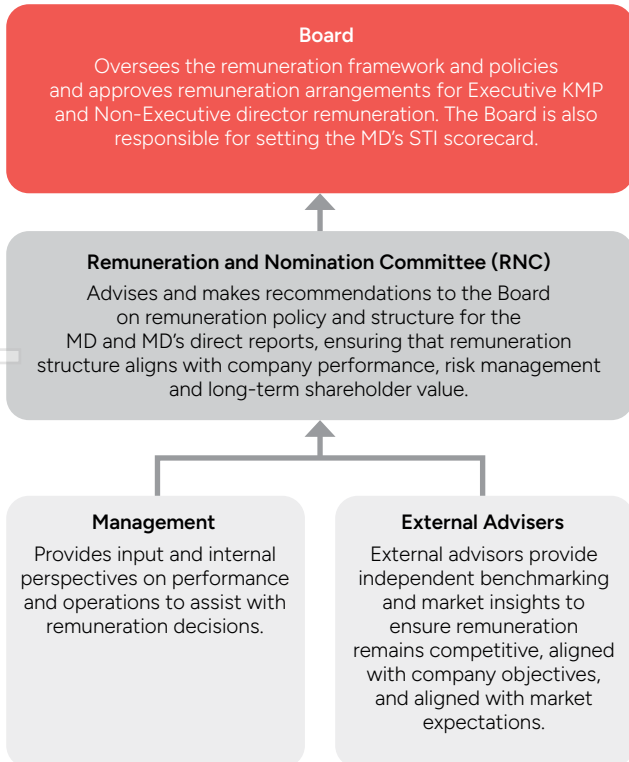 Board
Oversees the remuneration framework and policies
and approves remuneration arrangements for Executive KMP
and Non-Executive director remuneration. The Board is also
responsible for setting the MD’s STI scorecard.
Remuneration and Nomination Committee (RNC)
Advises and makes recommendations to the Board
on remuneration policy and structure for the
MD and MD’s direct reports, ensuring that remuneration
structure aligns with company performance, risk management
and long-term shareholder value.
Management
Provides input and internal
perspectives on performance
and operations to assist with
remuneration decisions.
External Advisers
External advisors provide
independent benchmarking
and market insights to
ensure remuneration
remains competitive, aligned
with company objectives,
and aligned with market
expectations.